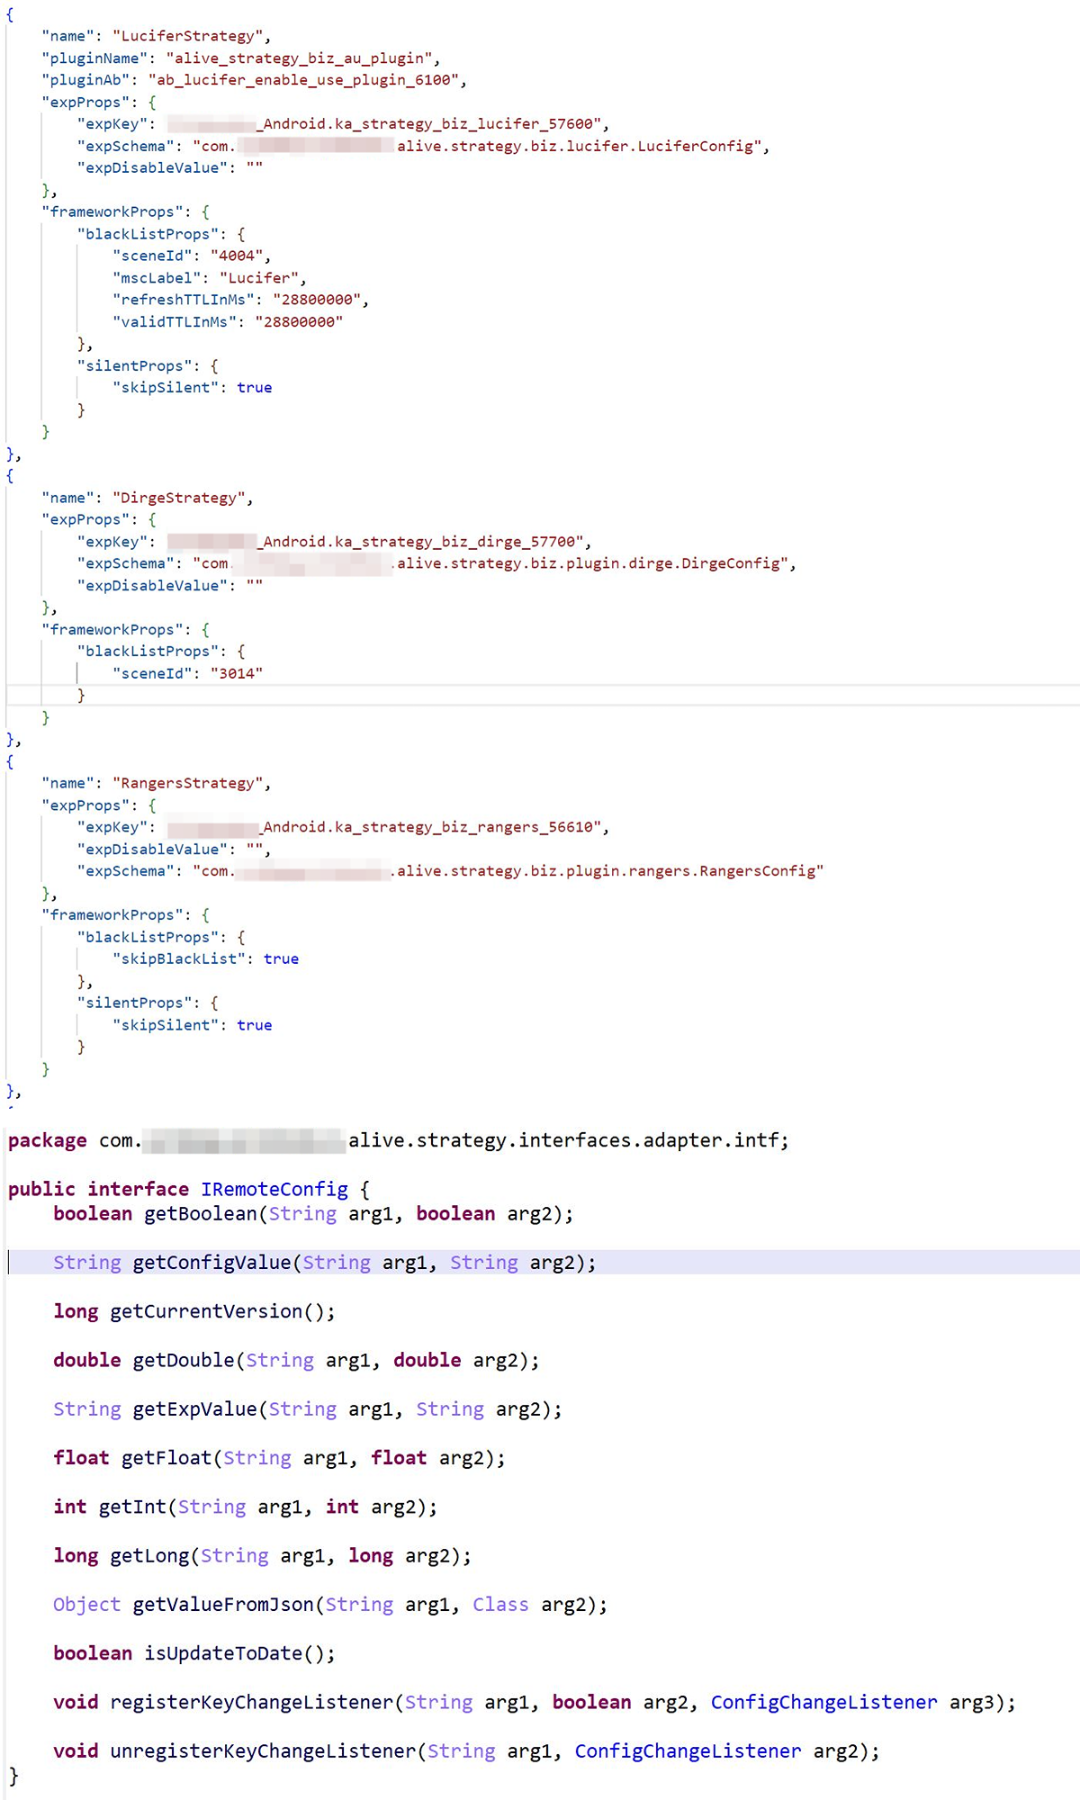 {
"name": "LuciferStrategy",
"pluginName": "alive_strategy_biz_au_plugin",
"pluginAb": "ab_lucifer_enable_use_plugin_6100",
"expProps": {
"expKey": _Android.ka_strategy_biz_lucifer_57600",
"expSchema": "com. alive.strategy.biz.lucifer.LuciferConfig",
"expDisableValue": ""
},
"frameworkProps": {
"blackListProps": {
"sceneId": "4004",
"mscLabel": "Lucifer",
"refreshTTLInMs": "28800000",
"validTTLInMs": "28800000"
},
"silentProps": {
"skipSilent": true
}
}
},
{
"name": "DirgeStrategy",
"expProps": {
"expKey": _Android.ka_strategy_biz_dirge_57700",
"expSchema": "com. .alive.strategy.biz.plugin.dirge.DirgeConfig",
"expDisableValue": ""
},
"frameworkProps": {
"blackListProps": {
"sceneId": "3014"
}
}
},
{
"name": "RangersStrategy",
"expProps": {
"expKey": _Android.ka_strategy_biz_rangers_56610",
"expDisableValue": "",
"expSchema": "com. .alive.strategy.biz.plugin.rangers.RangersConfig"
},
"frameworkProps": {
"blackListProps": {
"skipBlackList": true
},
"silentProps": {
"skipSilent": true
}
}
},
package com. alive.strategy.interfaces.adapter.intf;
public interface IRemoteConfig {
boolean getBoolean(String arg1, boolean arg2);
String getConfigValue(String arg1, String arg2);
long getCurrentVersion();
double getDouble(String arg1, double arg2);
String getExpValue(String arg1, String arg2);
float getFloat(String arg1, float arg2);
int getInt(String arg1, int arg2);
long getLong(String arg1, long arg2);
Object getValueFromJson(String arg1, Class arg2);
boolean isUpdateToDate();
void registerKeyChangeListener(String arg1, boolean arg2, ConfigChangeListener arg3);
void unregisterKeyChangeListener(String arg1, ConfigChangeListener arg2);
}